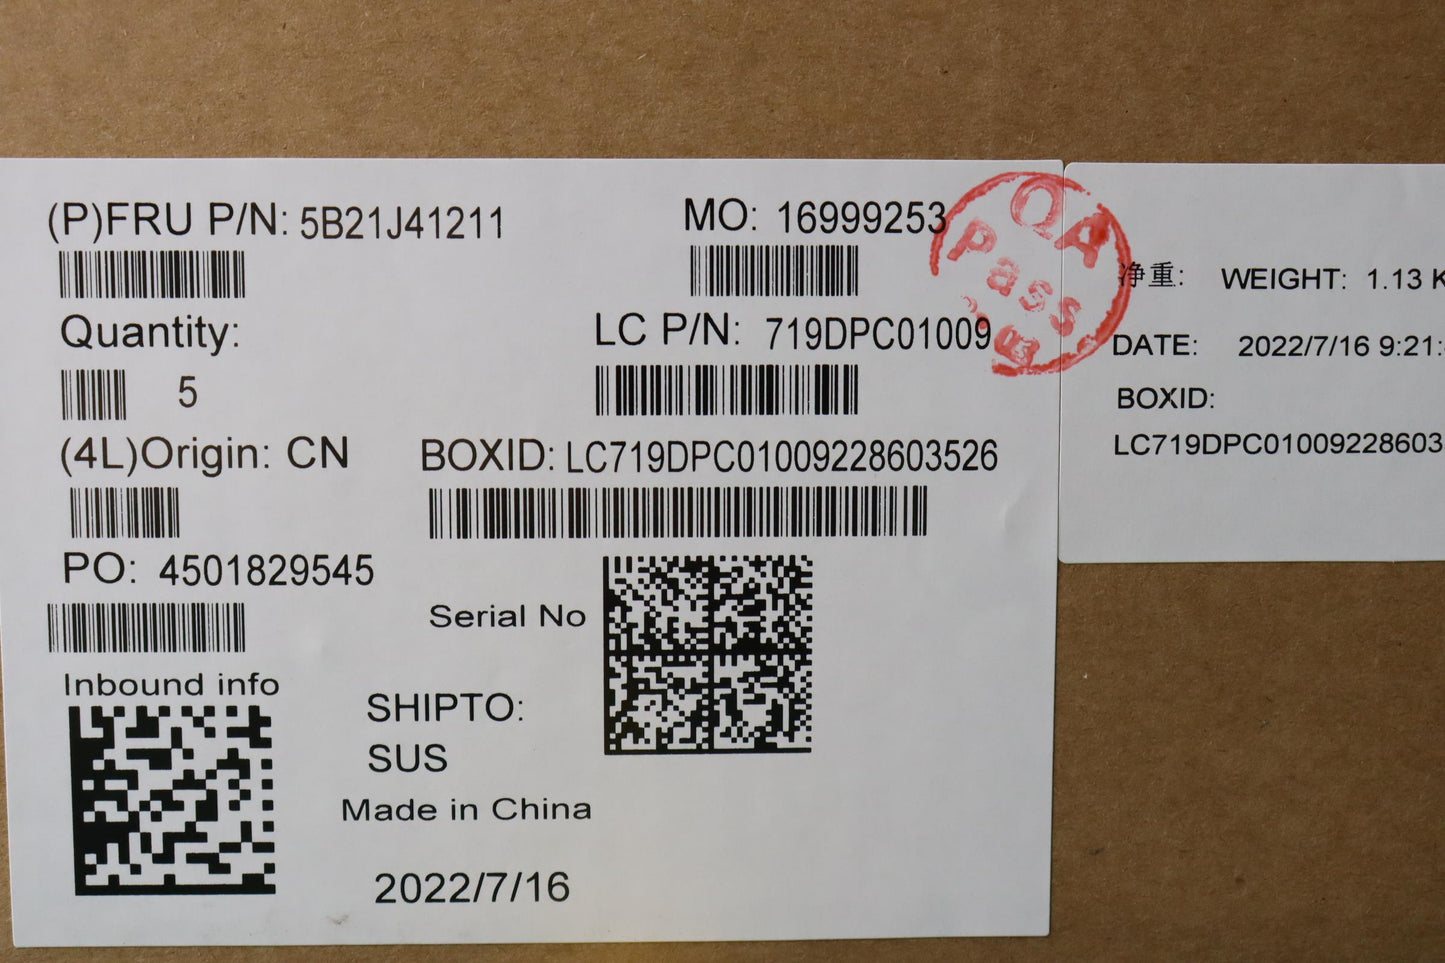 (P)FRU P/N: 5B21J41211
MO: 16999253
Quantity:
5
LC P/N: 719DPC01009
(4L)Origin: CN
BOXID: LC719DPC01009228603526
PO: 4501829545
Serial No
Inbound info
SHIPTO:
SUS
Made in China
2022/7/16
QA
Pass
03
净重: WEIGHT: 1.13 K
DATE: 2022/7/16 9:21:
BOXID:
LC719DPC01009228603